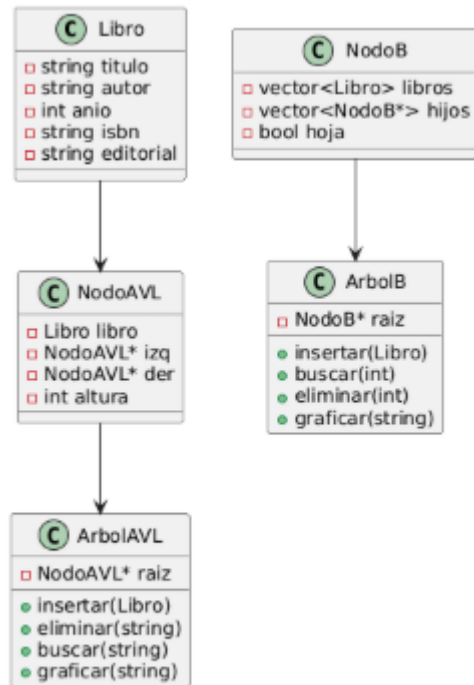 C Libro
string titulo
string autor
int anio
string isbn
string editorial
C NodoAVL
Libro libro
NodoAVL* izq
NodoAVL* der
int altura
C ArbolAVL
NodoAVL* raiz
insertar(Libro)
eliminar(string)
buscar(string)
graficar(string)
C NodoB
vector<Libro> libros
vector<NodoB*> hijos
bool hoja
C ArbolB
NodoB* raiz
insertar(Libro)
buscar(int)
eliminar(int)
graficar(string)